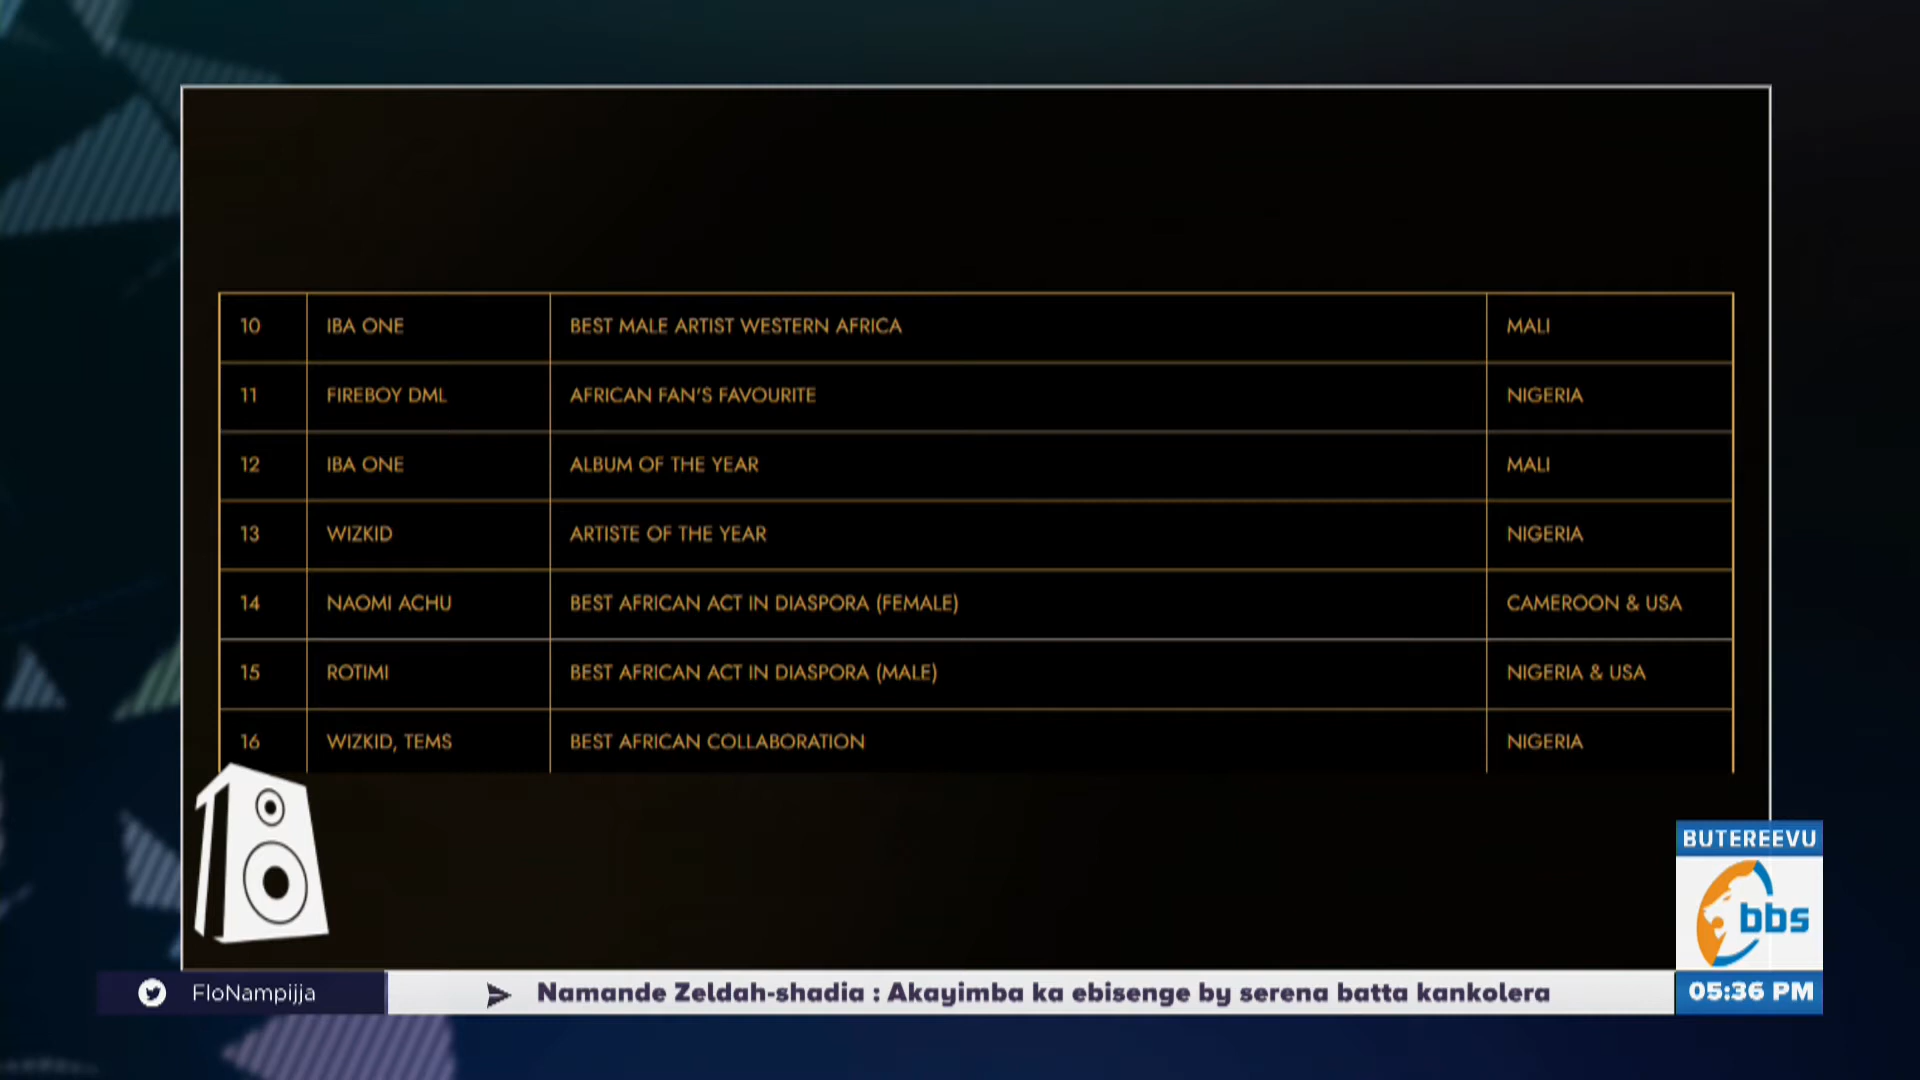 10 IBA ONE BEST MALE ARTIST WESTERN AFRICA MALI
11 FIREBOY DML AFRICAN FAN'S FAVOURITE NIGERIA
12 IBA ONE ALBUM OF THE YEAR MALI
13 WIZKID ARTISTE OF THE YEAR NIGERIA
14 NAOMI ACHU BEST AFRICAN ACT IN DIASPORA (FEMALE) CAMEROON & USA
15 ROTIMI BEST AFRICAN ACT IN DIASPORA (MALE) NIGERIA & USA
16 WIZKID, TEMS BEST AFRICAN COLLABORATION NIGERIA
BUTEREEVU
bbs
FloNampijja
Namande Zeldah-shadia : Akayimba ka ebisenge by serena batta kankolera
05:36 PM